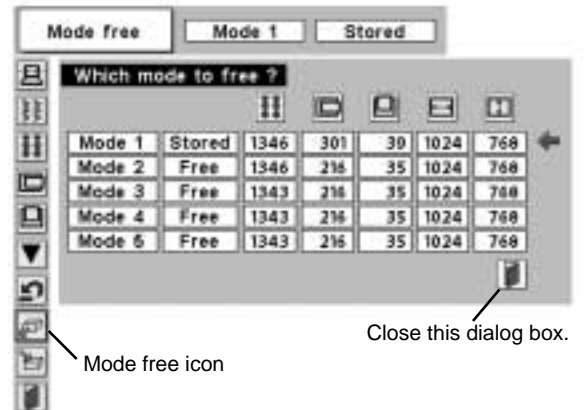 Mode free Mode 1 Stored
Which mode to free ?
Mode 1 Stored 1346 301 39 1024 768
Mode 2 Free 1346 216 35 1024 768
Mode 3 Free 1343 216 35 1024 768
Mode 4 Free 1343 216 35 1024 768
Mode 5 Free 1343 216 35 1024 768
Close this dialog box.
Mode free icon